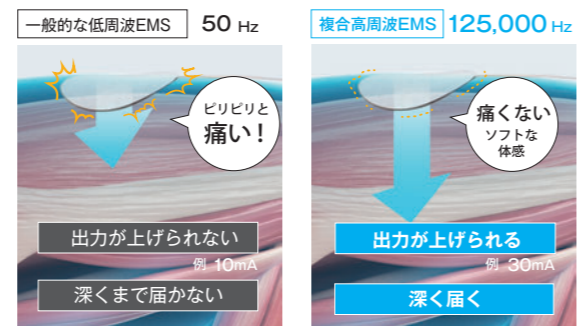 一般的な低周波EMS 50 Hz
ピリピリと
痛い！
出力が上げられない
例 10mA
深くまで届かない
複合高周波EMS 125,000 Hz
痛くない
ソフトな
体感
出力が上げられる
例 30mA
深く届く